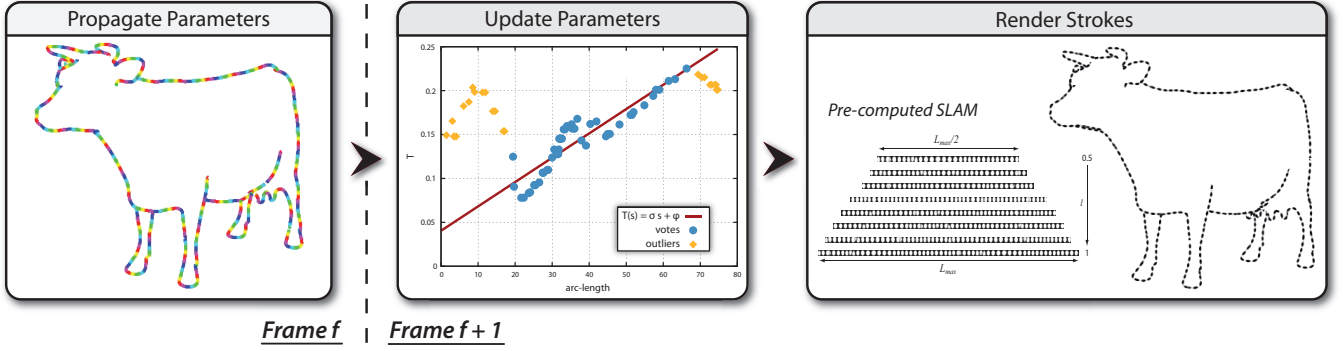 Propagate Parameters
Update Parameters
Render Strokes
0.25
0.2
0.15
0.1
0.05
0
T
0 10 20 30 40 50 60 70 80
arc-length
T(s) = σ s + φ
votes
outliers
Pre-computed SLAM
Lmax/2
0.5
l
1
Lmax
Frame f
Frame f + 1